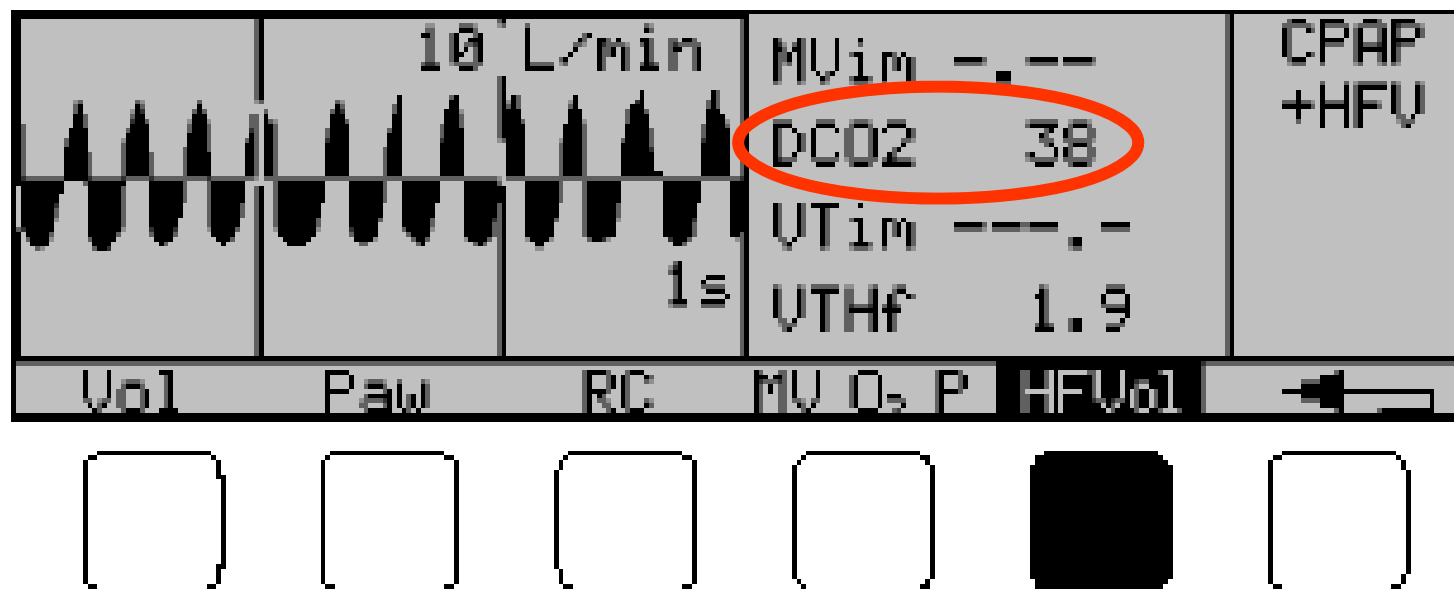 10 L/min
1s
MVim -.--
DCO2 38
VTim ---.-
VTHf 1.9
CPAP
+HFV
Vol Paw RC MV O₂ P HFVol